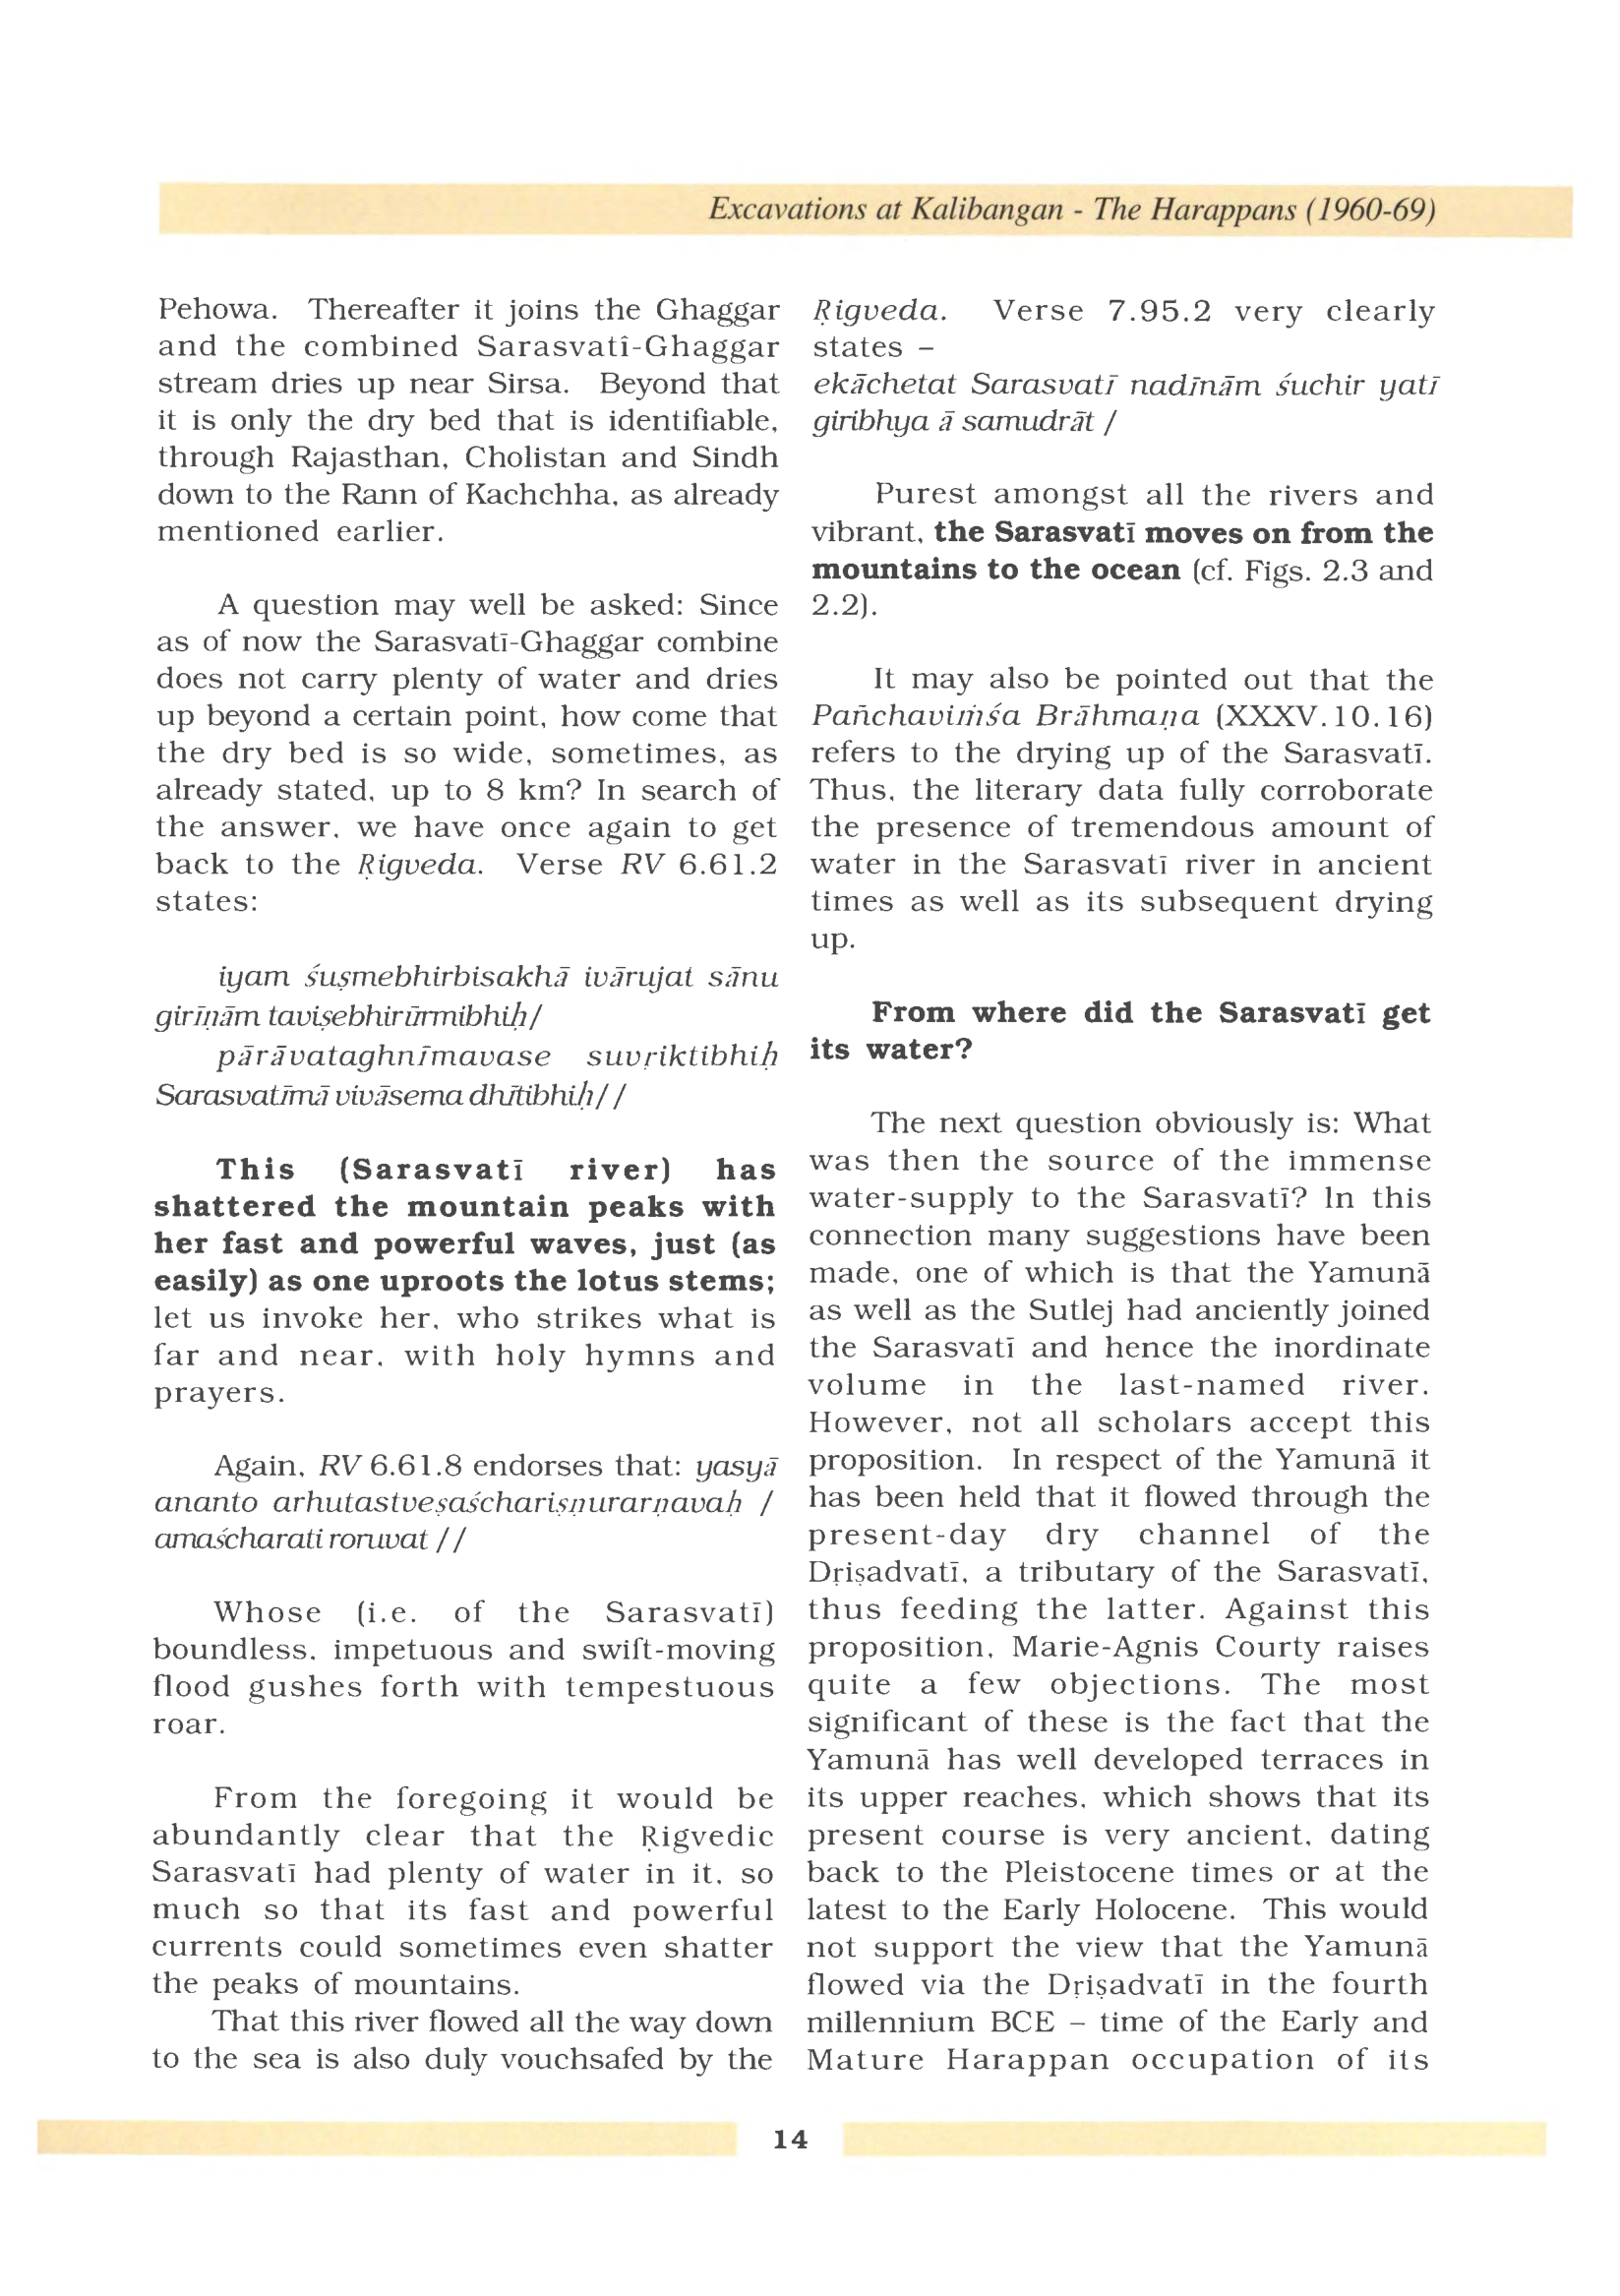 Excavations at Kalibangan - The Harappans (1960-69)
Pehowa. Thereafter it joins the Ghaggar
and the combined Sarasvatî-Ghaggar
stream dries up near Sirsa. Beyond that
it is only the dry bed that is identifiable,
through Rajasthan, Cholistan and Sindh
down to the Rann of Kachchha, as already
mentioned earlier.
A question may well be asked: Since
as of now the Sarasvatī-Ghaggar combine
does not carry plenty of water and dries
up beyond a certain point, how come that
the dry bed is so wide, sometimes, as
already stated, up to 8 km? In search of
the answer, we have once again to get
back to the Ṛigveda. Verse RV 6.61.2
states:
iyam śuṣmebhirbisakhā ivārujat sānu
girīṇām taviṣebhirūrmibhiḥ/
pārāvataghnīmavase suvṛiktibhiḥ
Sarasvatīmā vivāsema dhītibhiḥ//
This (Sarasvatī river) has
shattered the mountain peaks with
her fast and powerful waves, just (as
easily) as one uproots the lotus stems;
let us invoke her, who strikes what is
far and near, with holy hymns and
prayers.
Again, RV 6.61.8 endorses that: yasyā
ananto arhutastveṣaśchariṣṇurarṇavaḥ /
amaścharati roruvat //
Whose (i.e. of the Sarasvatī)
boundless, impetuous and swift-moving
flood gushes forth with tempestuous
roar.
From the foregoing it would be
abundantly clear that the Ṛigvedic
Sarasvatī had plenty of water in it, so
much so that its fast and powerful
currents could sometimes even shatter
the peaks of mountains.
That this river flowed all the way down
to the sea is also duly vouchsafed by the
Ṛigveda. Verse 7.95.2 very clearly
states –
ekāchetat Sarasvatī nadīnām śuchir yatī
giribhya ā samudrāt /
Purest amongst all the rivers and
vibrant, the Sarasvatī moves on from the
mountains to the ocean (cf. Figs. 2.3 and
2.2).
It may also be pointed out that the
Pañchaviṁśa Brāhmaṇa (XXXV.10.16)
refers to the drying up of the Sarasvatī.
Thus, the literary data fully corroborate
the presence of tremendous amount of
water in the Sarasvatī river in ancient
times as well as its subsequent drying
up.
From where did the Sarasvatī get
its water?
The next question obviously is: What
was then the source of the immense
water-supply to the Sarasvatī? In this
connection many suggestions have been
made, one of which is that the Yamunā
as well as the Sutlej had anciently joined
the Sarasvatī and hence the inordinate
volume in the last-named river.
However, not all scholars accept this
proposition. In respect of the Yamunā it
has been held that it flowed through the
present-day dry channel of the
Dṛiṣadvatī, a tributary of the Sarasvatī,
thus feeding the latter. Against this
proposition, Marie-Agnis Courty raises
quite a few objections. The most
significant of these is the fact that the
Yamunā has well developed terraces in
its upper reaches, which shows that its
present course is very ancient, dating
back to the Pleistocene times or at the
latest to the Early Holocene. This would
not support the view that the Yamunā
flowed via the Dṛiṣadvatī in the fourth
millennium BCE – time of the Early and
Mature Harappan occupation of its
14